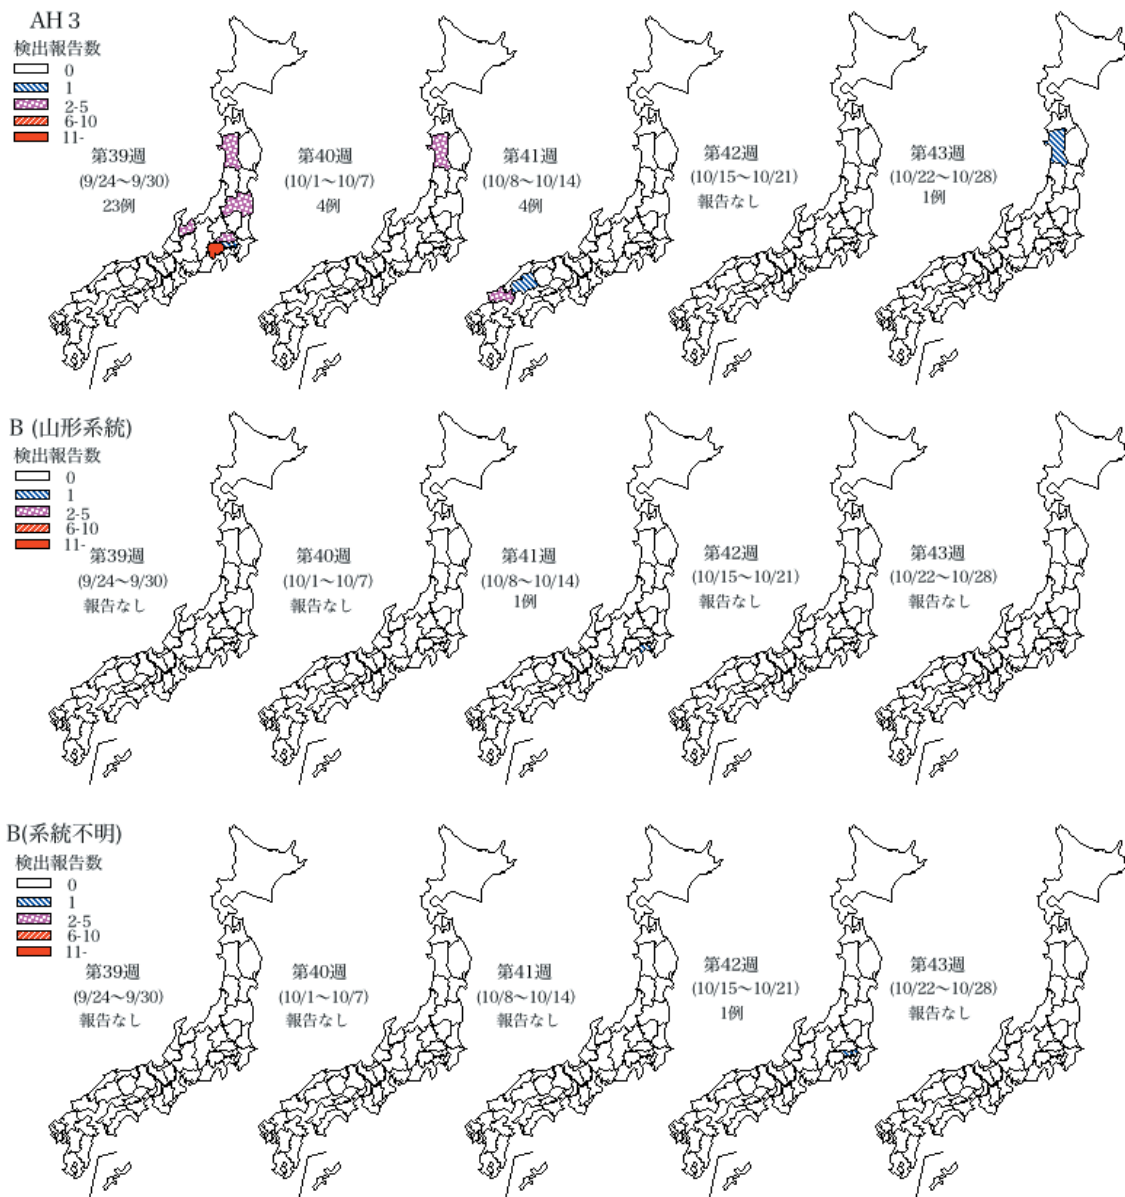 AH 3
検出報告数
0
1
2-5
6-10
11-
第39週
(9/24〜9/30)
23例
第40週
(10/1〜10/7)
4例
第41週
(10/8〜10/14)
4例
第42週
(10/15〜10/21)
報告なし
第43週
(10/22〜10/28)
1例
B (山形系統)
検出報告数
0
1
2-5
6-10
11-
第39週
(9/24〜9/30)
報告なし
第40週
(10/1〜10/7)
報告なし
第41週
(10/8〜10/14)
1例
第42週
(10/15〜10/21)
報告なし
第43週
(10/22〜10/28)
報告なし
B(系統不明)
検出報告数
0
1
2-5
6-10
11-
第39週
(9/24〜9/30)
報告なし
第40週
(10/1〜10/7)
報告なし
第41週
(10/8〜10/14)
報告なし
第42週
(10/15〜10/21)
1例
第43週
(10/22〜10/28)
報告なし